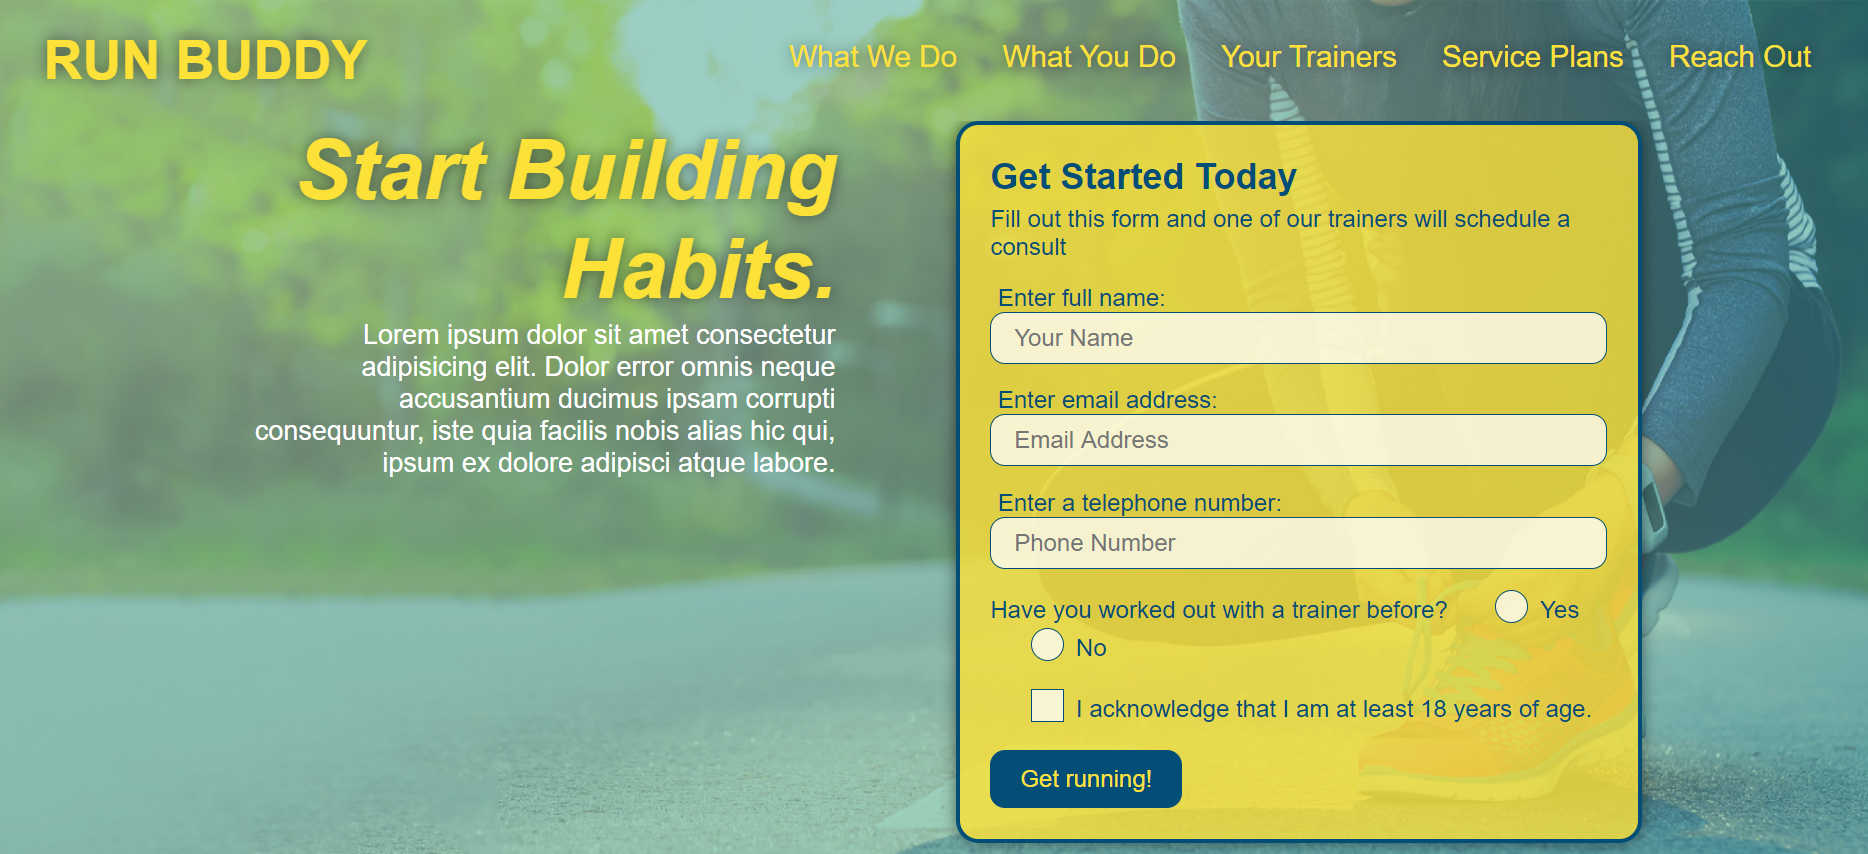 RUN BUDDY
What We Do What You Do Your Trainers Service Plans Reach Out
Start Building
Habits.
Lorem ipsum dolor sit amet consectetur
adipisicing elit. Dolor error omnis neque
accusantium ducimus ipsam corrupti
consequuntur, iste quia facilis nobis alias hic qui,
ipsum ex dolore adipisci atque labore.
Get Started Today
Fill out this form and one of our trainers will schedule a
consult
Enter full name:
Your Name
Enter email address:
Email Address
Enter a telephone number:
Phone Number
Have you worked out with a trainer before? Yes
No
I acknowledge that I am at least 18 years of age.
Get running!